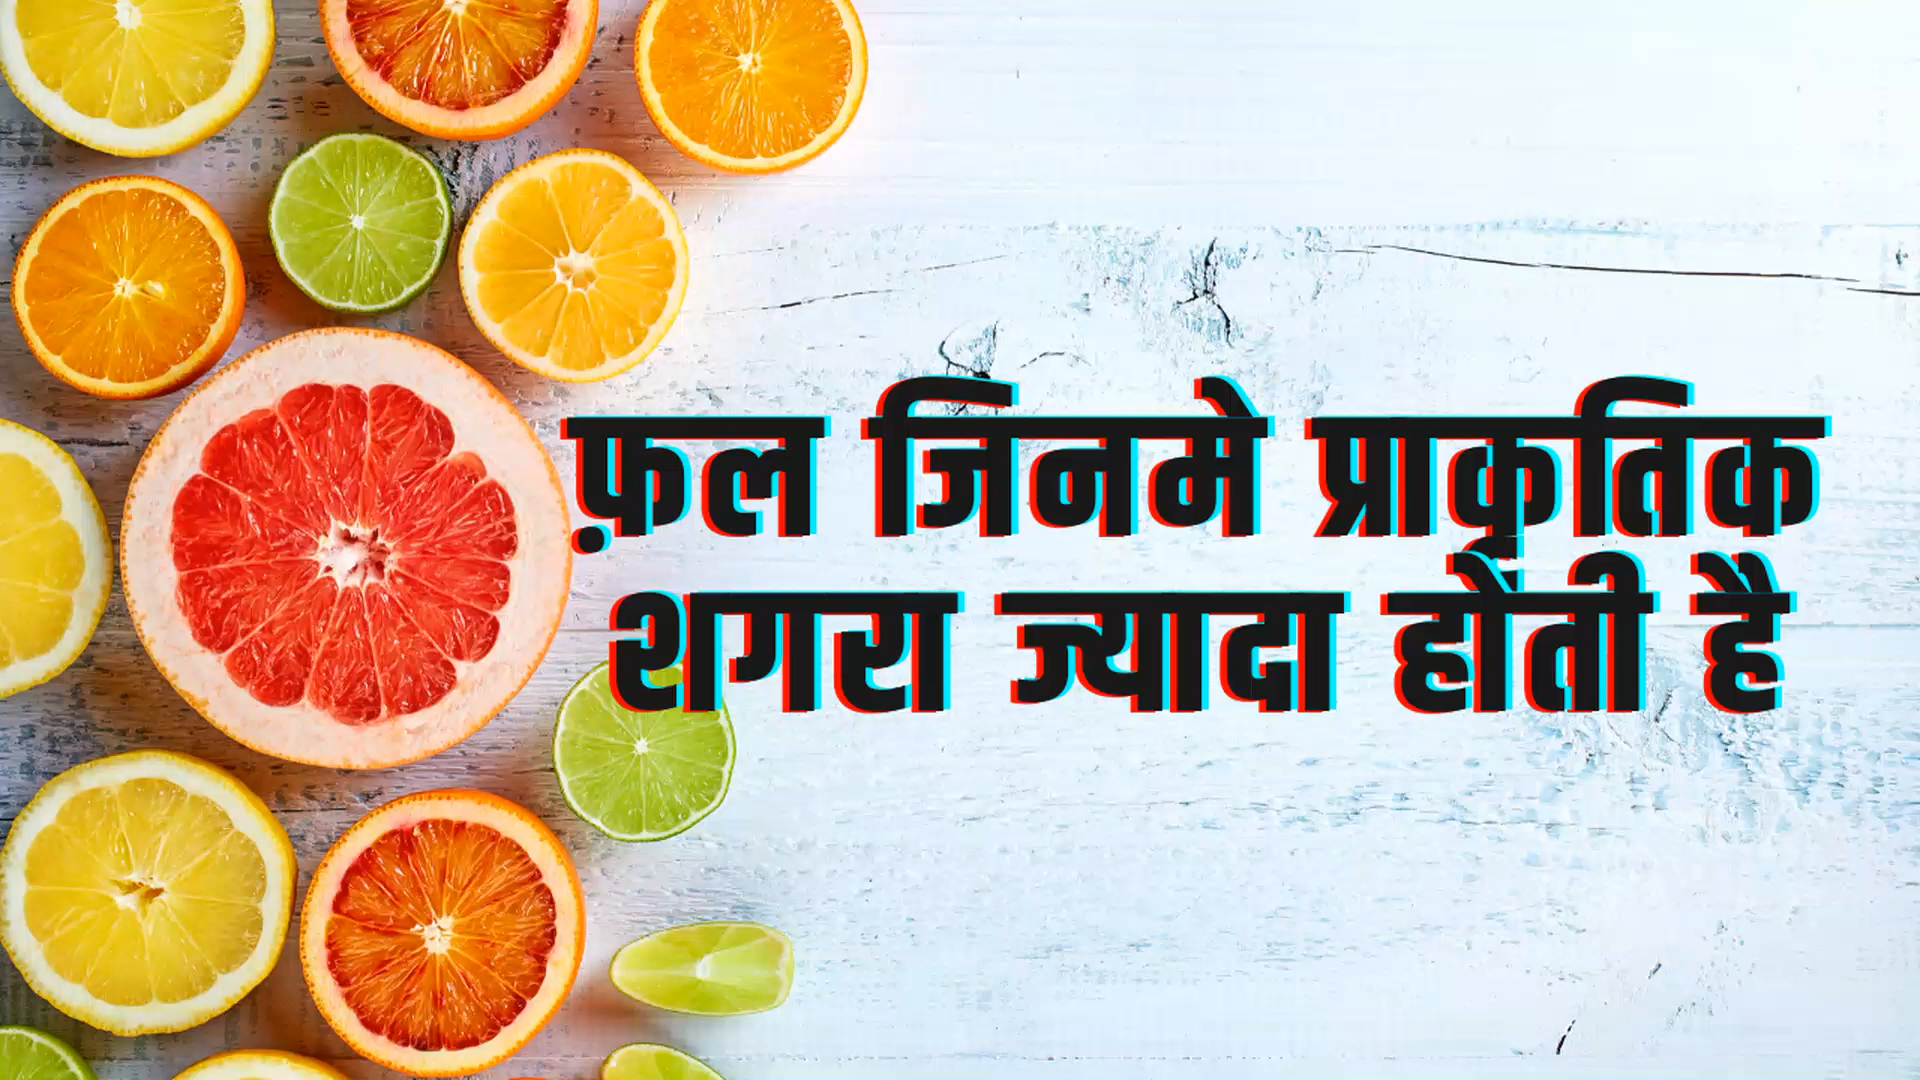 फ़ल जिनमे प्राकृतिक
शगरा ज्यादा होंती है